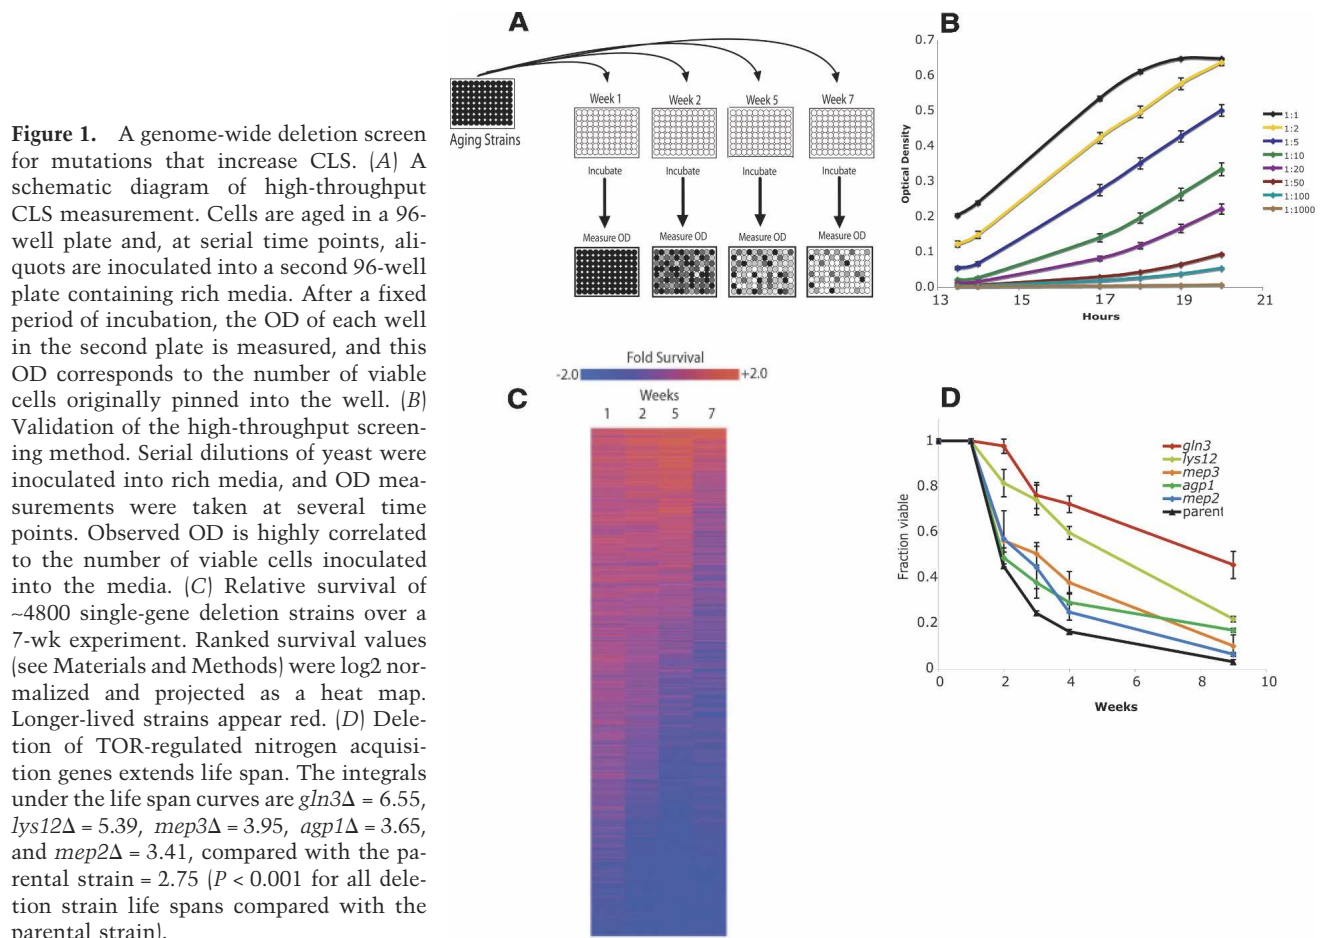 Figure 1. A genome-wide deletion screen
for mutations that increase CLS. (A) A
schematic diagram of high-throughput
CLS measurement. Cells are aged in a 96-
well plate and, at serial time points, ali-
quots are inoculated into a second 96-well
plate containing rich media. After a fixed
period of incubation, the OD of each well
in the second plate is measured, and this
OD corresponds to the number of viable
cells originally pinned into the well. (B)
Validation of the high-throughput screen-
ing method. Serial dilutions of yeast were
inoculated into rich media, and OD mea-
surements were taken at several time
points. Observed OD is highly correlated
to the number of viable cells inoculated
into the media. (C) Relative survival of
~4800 single-gene deletion strains over a
7-wk experiment. Ranked survival values
(see Materials and Methods) were log2 nor-
malized and projected as a heat map.
Longer-lived strains appear red. (D) Dele-
tion of TOR-regulated nitrogen acquisi-
tion genes extends life span. The integrals
under the life span curves are gln3Δ = 6.55,
lys12Δ = 5.39, mep3Δ = 3.95, agp1Δ = 3.65,
and mep2Δ = 3.41, compared with the pa-
rental strain = 2.75 (P < 0.001 for all dele-
tion strain life spans compared with the
parental strain).
A
Aging Strains
Week 1 Week 2 Week 5 Week 7
Incubate Incubate Incubate Incubate
Measure OD Measure OD Measure OD Measure OD
B
Optical Density
0.7
0.6
0.5
0.4
0.3
0.2
0.1
0.0
13 15 17 19 21
Hours
1:1
1:2
1:5
1:10
1:20
1:50
1:100
1:1000
C
Fold Survival
-2.0 +2.0
Weeks
1 2 5 7
D
Fraction viable
1
0.8
0.6
0.4
0.2
0
0 2 4 6 8 10
Weeks
gln3
lys12
mep3
agp1
mep2
parent